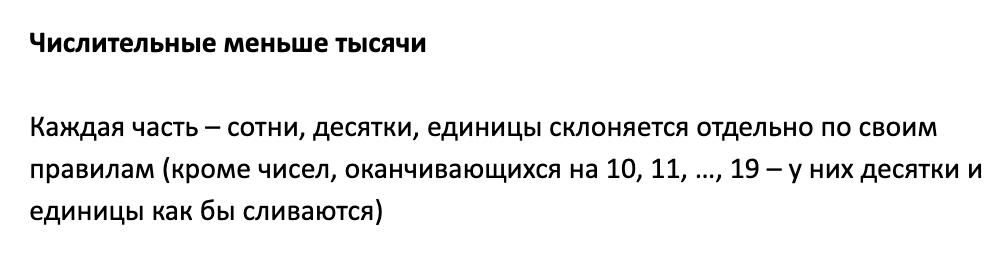 Числительные меньше тысячи
Каждая часть – сотни, десятки, единицы склоняется отдельно по своим
правилам (кроме чисел, оканчивающихся на 10, 11, …, 19 – у них десятки и
единицы как бы сливаются)